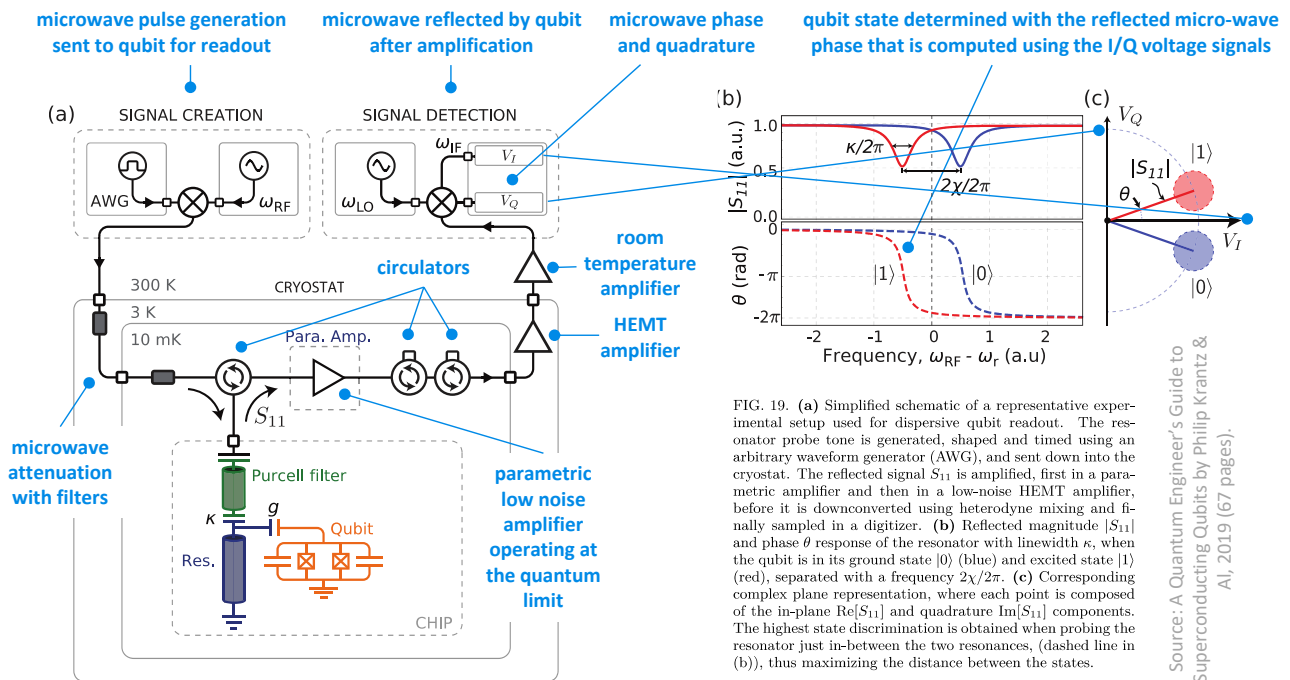 microwave pulse generation
sent to qubit for readout
microwave reflected by qubit
after amplification
microwave phase
and quadrature
qubit state determined with the reflected micro-wave
phase that is computed using the I/Q voltage signals
(a)
SIGNAL CREATION
AWG
ω_RF
SIGNAL DETECTION
ω_IF
V_I
V_Q
ω_LO
room
temperature
amplifier
circulators
300 K
CRYOSTAT
3 K
10 mK
Para. Amp.
HEMT
amplifier
S_11
microwave
attenuation
with filters
Purcell filter
κ
g
Qubit
Res.
CHIP
parametric
low noise
amplifier
operating at
the quantum
limit
(b)
|S_11| (a.u.)
1.0
0.5
0.0
κ/2π
2χ/2π
θ (rad)
0
-π
-2π
|1⟩
|0⟩
-2
-1
0
1
2
Frequency, ω_RF - ω_r (a.u)
(c)
V_Q
|1⟩
|S_11|
θ
V_I
|0⟩
FIG. 19. (a) Simplified schematic of a representative exper-
imental setup used for dispersive qubit readout. The res-
onator probe tone is generated, shaped and timed using an
arbitrary waveform generator (AWG), and sent down into the
cryostat. The reflected signal S_11 is amplified, first in a para-
metric amplifier and then in a low-noise HEMT amplifier,
before it is downconverted using heterodyne mixing and fi-
nally sampled in a digitizer. (b) Reflected magnitude |S_11|
and phase θ response of the resonator with linewidth κ, when
the qubit is in its ground state |0⟩ (blue) and excited state |1⟩
(red), separated with a frequency 2χ/2π. (c) Corresponding
complex plane representation, where each point is composed
of the in-plane Re[S_11] and quadrature Im[S_11] components.
The highest state discrimination is obtained when probing the
resonator just in-between the two resonances, (dashed line in
(b)), thus maximizing the distance between the states.
Source: A Quantum Engineer's Guide to
Superconducting Qubits by Philip Krantz &
Al, 2019 (67 pages).